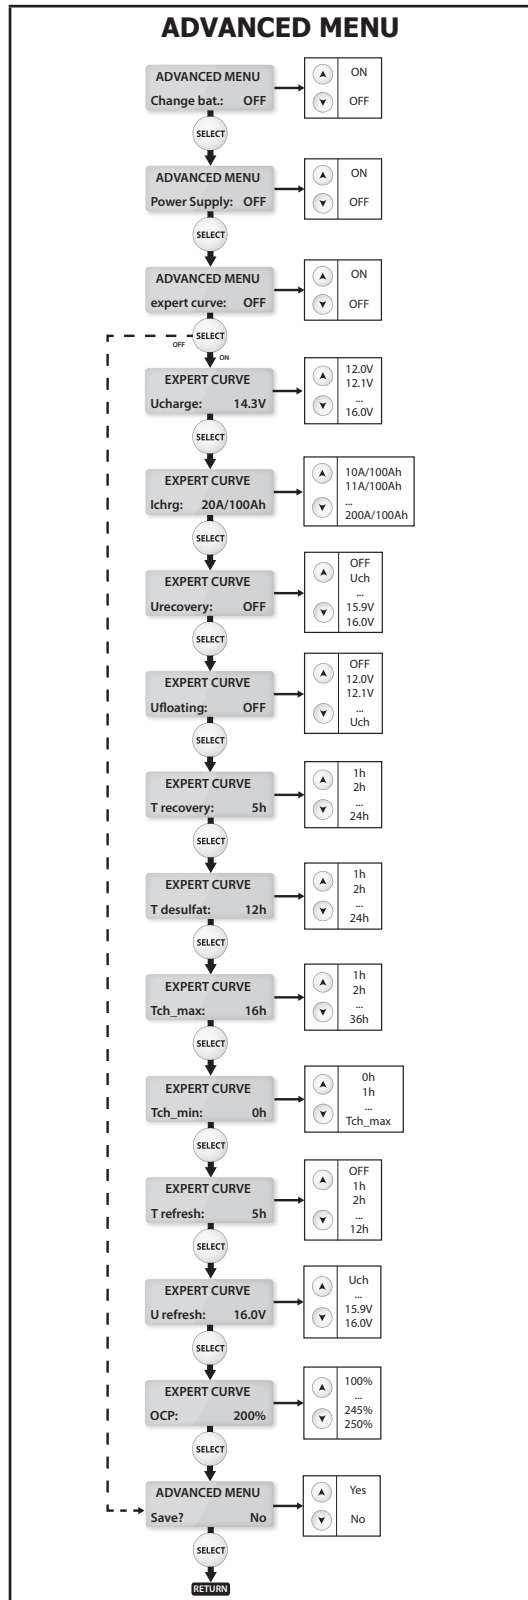 ADVANCED MENU
ADVANCED MENU
Change bat.: OFF
ON
OFF
SELECT
ADVANCED MENU
Power Supply: OFF
ON
OFF
SELECT
ADVANCED MENU
expert curve: OFF
ON
OFF
SELECT
OFF
ON
EXPERT CURVE
Ucharge: 14.3V
12.0V
12.1V
...
16.0V
SELECT
EXPERT CURVE
Ichrg: 20A/100Ah
10A/100Ah
11A/100Ah
...
200A/100Ah
SELECT
EXPERT CURVE
Urecovery: OFF
OFF
Uch
...
15.9V
16.0V
SELECT
EXPERT CURVE
Ufloating: OFF
OFF
12.0V
12.1V
...
Uch
SELECT
EXPERT CURVE
T recovery: 5h
1h
2h
...
24h
SELECT
EXPERT CURVE
T desulfat: 12h
1h
2h
...
24h
SELECT
EXPERT CURVE
Tch_max: 16h
1h
2h
...
36h
SELECT
EXPERT CURVE
Tch_min: 0h
0h
1h
...
Tch_max
SELECT
EXPERT CURVE
T refresh: 5h
OFF
1h
2h
...
12h
SELECT
EXPERT CURVE
U refresh: 16.0V
Uch
...
15.9V
16.0V
SELECT
EXPERT CURVE
OCP: 200%
100%
...
245%
250%
SELECT
ADVANCED MENU
Save? No
Yes
No
SELECT
RETURN